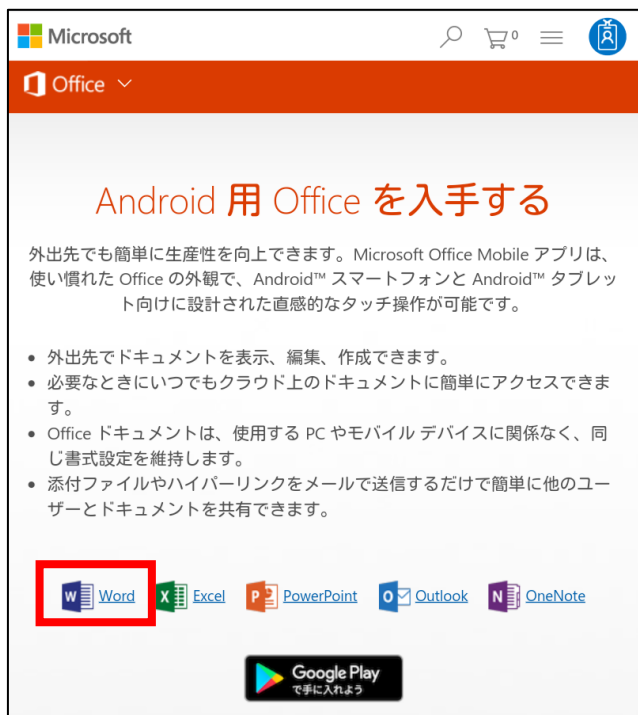 Microsoft
0
Office
Android 用 Office を入手する
外出先でも簡単に生産性を向上できます。Microsoft Office Mobile アプリは、
使い慣れた Office の外観で、Android™ スマートフォンと Android™ タブレッ
ト向けに設計された直感的なタッチ操作が可能です。
• 外出先でドキュメントを表示、編集、作成できます。
• 必要なときにいつでもクラウド上のドキュメントに簡単にアクセスできま
す。
• Office ドキュメントは、使用する PC やモバイル デバイスに関係なく、同
じ書式設定を維持します。
• 添付ファイルやハイパーリンクをメールで送信するだけで簡単に他のユー
ザーとドキュメントを共有できます。
Word Excel PowerPoint Outlook OneNote
Google Play
で手に入れよう